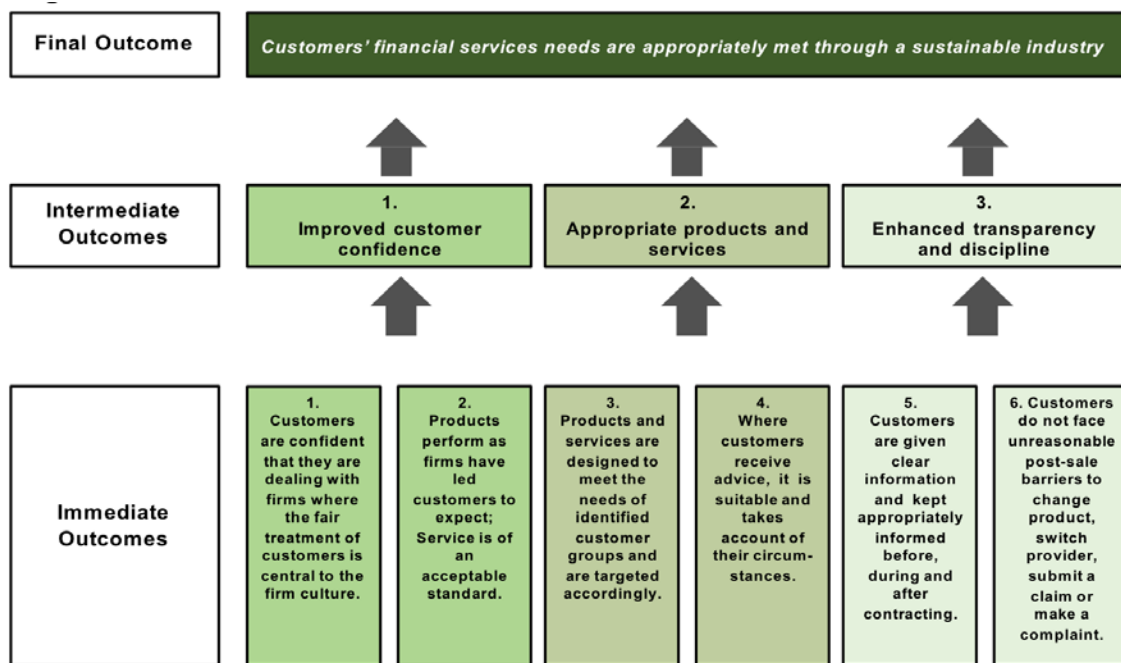 Final Outcome
Customers' financial services needs are appropriately met through a sustainable industry
Intermediate
Outcomes
1.
Improved customer
confidence
2.
Appropriate products and
services
3.
Enhanced transparency
and discipline
Immediate
Outcomes
1.
Customers
are confident
that they are
dealing with
firms where
the fair
treatment of
customers is
central to the
firm culture.
2.
Products
perform as
firms have
led
customers to
expect;
Service is of
an
acceptable
standard.
3.
Products and
services are
designed to
meet the
needs of
identified
customer
groups and
are targeted
accordingly.
4.
Where
customers
receive
advice, it is
suitable and
takes
account of
their circum-
stances.
5.
Customers
are given
clear
information
and kept
appropriately
informed
before,
during and
after
contracting.
6. Customers
do not face
unreasonable
post-sale
barriers to
change
product,
switch
provider,
submit a
claim or
make a
complaint.